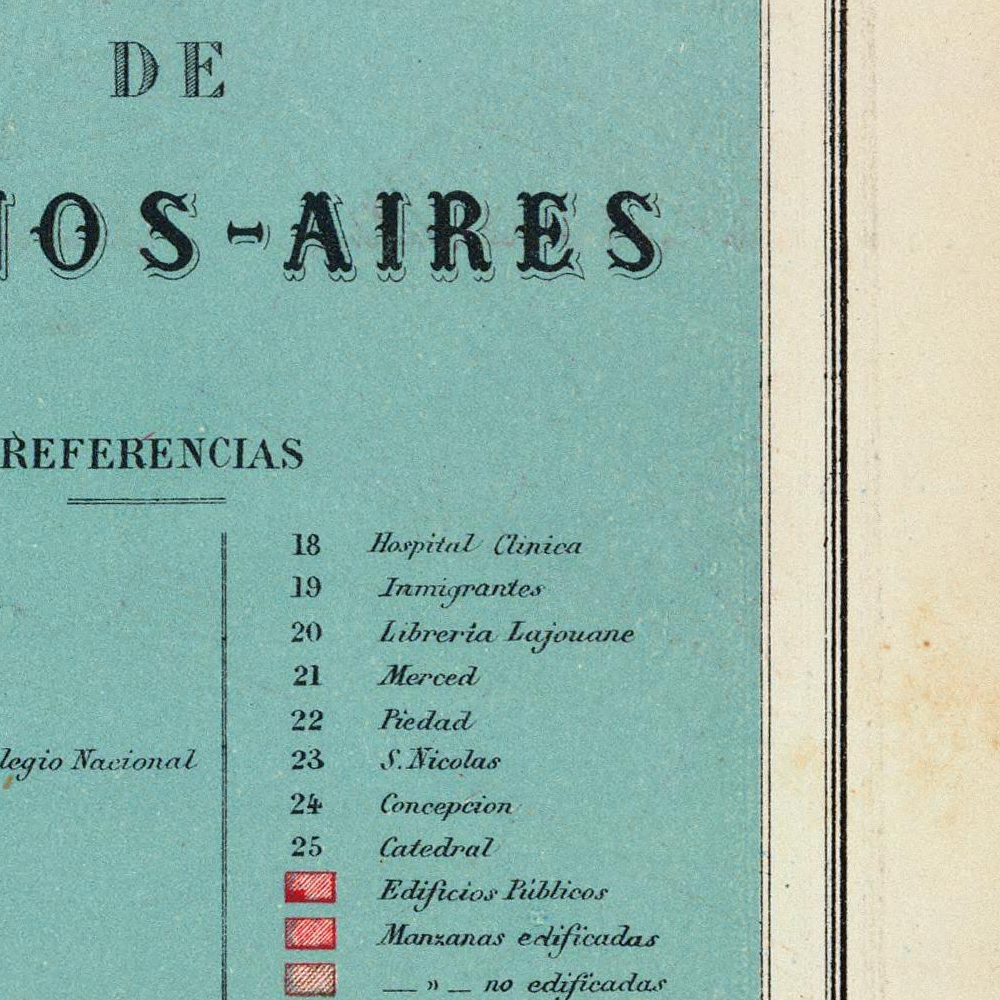 DE
NOS-AIRES
REFERENCIAS
legio Nacional
18 Hospital Clinica
19 Inmigrantes
20 Libreria Lajouane
21 Merced
22 Piedad
23 S. Nicolas
24 Concepcion
25 Catedral
Edificios Públicos
Manzanas edificadas
— » — no edificadas